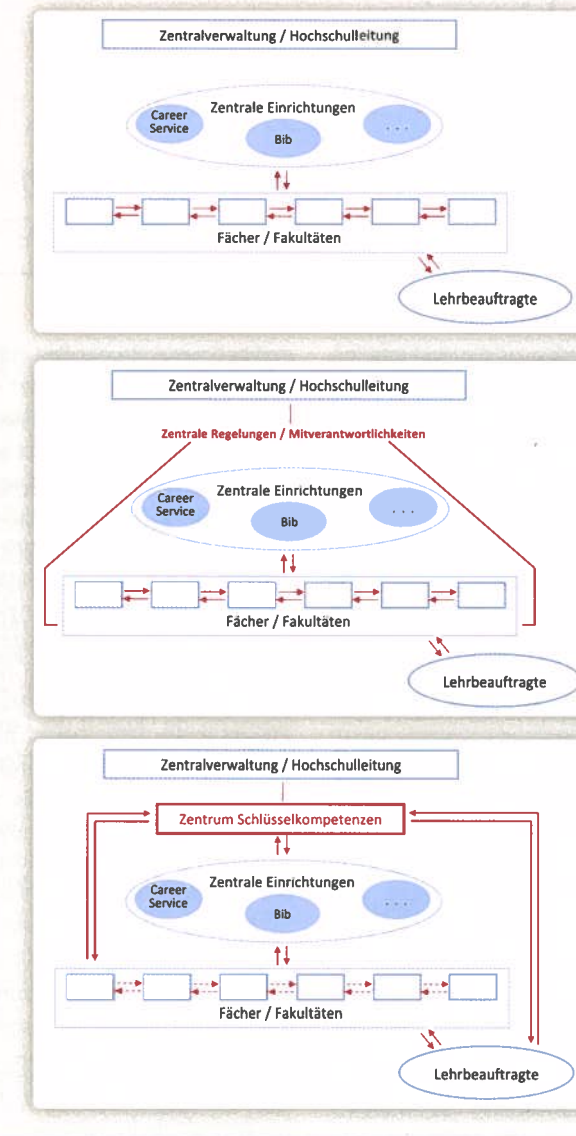 Zentralverwaltung / Hochschulleitung
Zentrale Einrichtungen
Career
Service
Bib
. . .
Fächer / Fakultäten
Lehrbeauftragte
Zentralverwaltung / Hochschulleitung
Zentrale Regelungen / Mitverantwortlichkeiten
Zentrale Einrichtungen
Career
Service
Bib
. . .
Fächer / Fakultäten
Lehrbeauftragte
Zentralverwaltung / Hochschulleitung
Zentrum Schlüsselkompetenzen
Zentrale Einrichtungen
Career
Service
Bib
. . .
Fächer / Fakultäten
Lehrbeauftragte